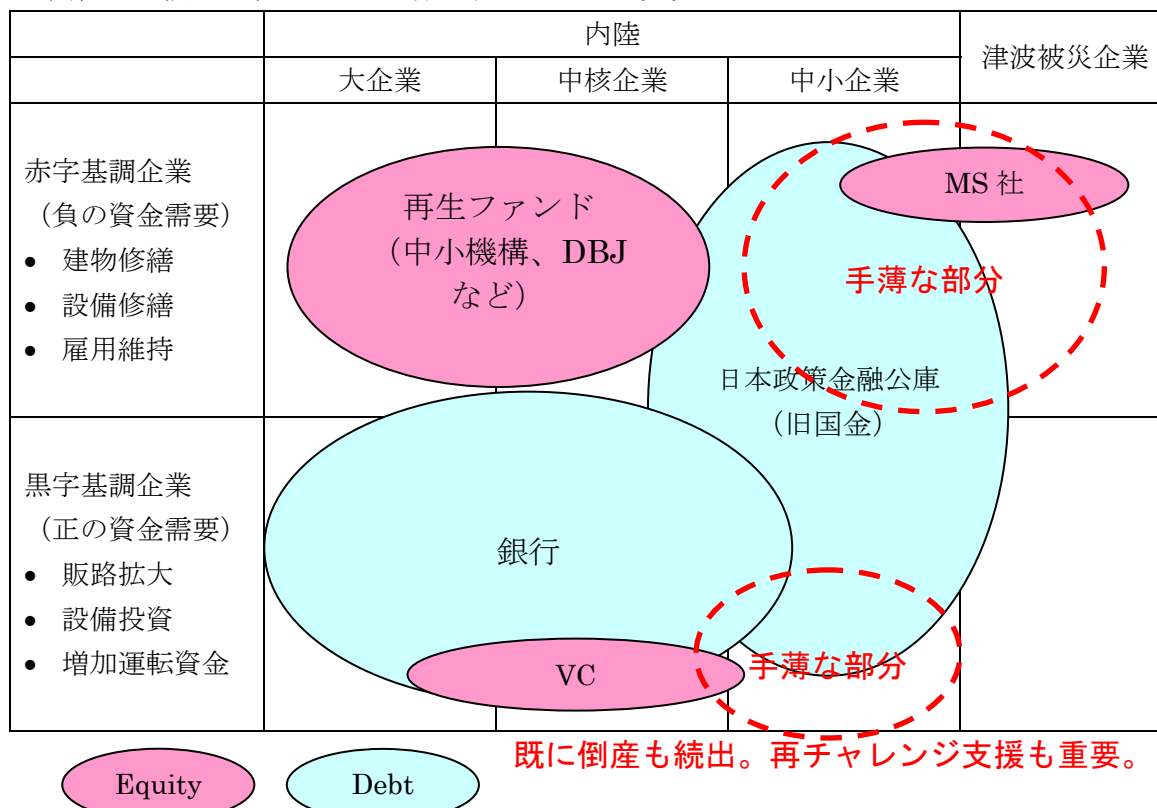 内陸
津波被災企業
大企業
中核企業
中小企業
赤字基調企業
（負の資金需要）
• 建物修繕
• 設備修繕
• 雇用維持
再生ファンド
（中小機構、DBJ
など）
MS 社
手薄な部分
日本政策金融公庫
（旧国金）
黒字基調企業
（正の資金需要）
• 販路拡大
• 設備投資
• 増加運転資金
銀行
VC
手薄な部分
既に倒産も続出。再チャレンジ支援も重要。
Equity
Debt